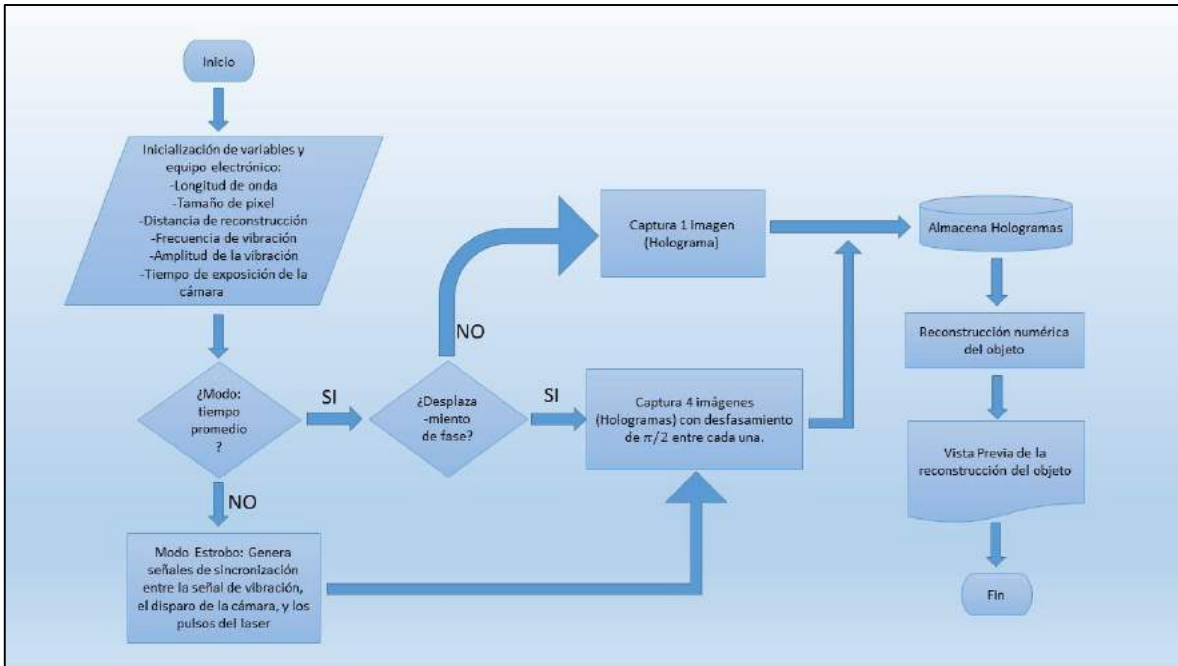 Inicio
Inicialización de variables y
equipo electrónico:
-Longitud de onda
-Tamaño de pixel
-Distancia de reconstrucción
-Frecuencia de vibración
-Amplitud de la vibración
-Tiempo de exposición de la
cámara
¿Modo:
tiempo
promedio
?
SI
NO
¿Desplaza
-miento
de fase?
NO
SI
Captura 1 Imagen
(Holograma)
Captura 4 imágenes
(Hologramas) con desfasamiento
de π/2 entre cada una.
Modo Estrobo: Genera
señales de sincronización
entre la señal de vibración,
el disparo de la cámara, y los
pulsos del laser
Almacena Hologramas
Reconstrucción numérica
del objeto
Vista Previa de la
reconstrucción del objeto
Fin